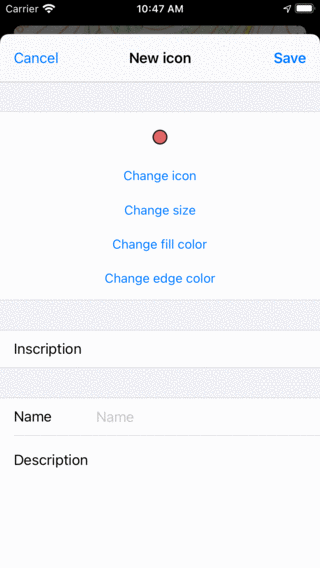 Carrier 10:47 AM
Cancel New icon Save
Change icon
Change size
Change fill color
Change edge color
Inscription
Name Name
Description